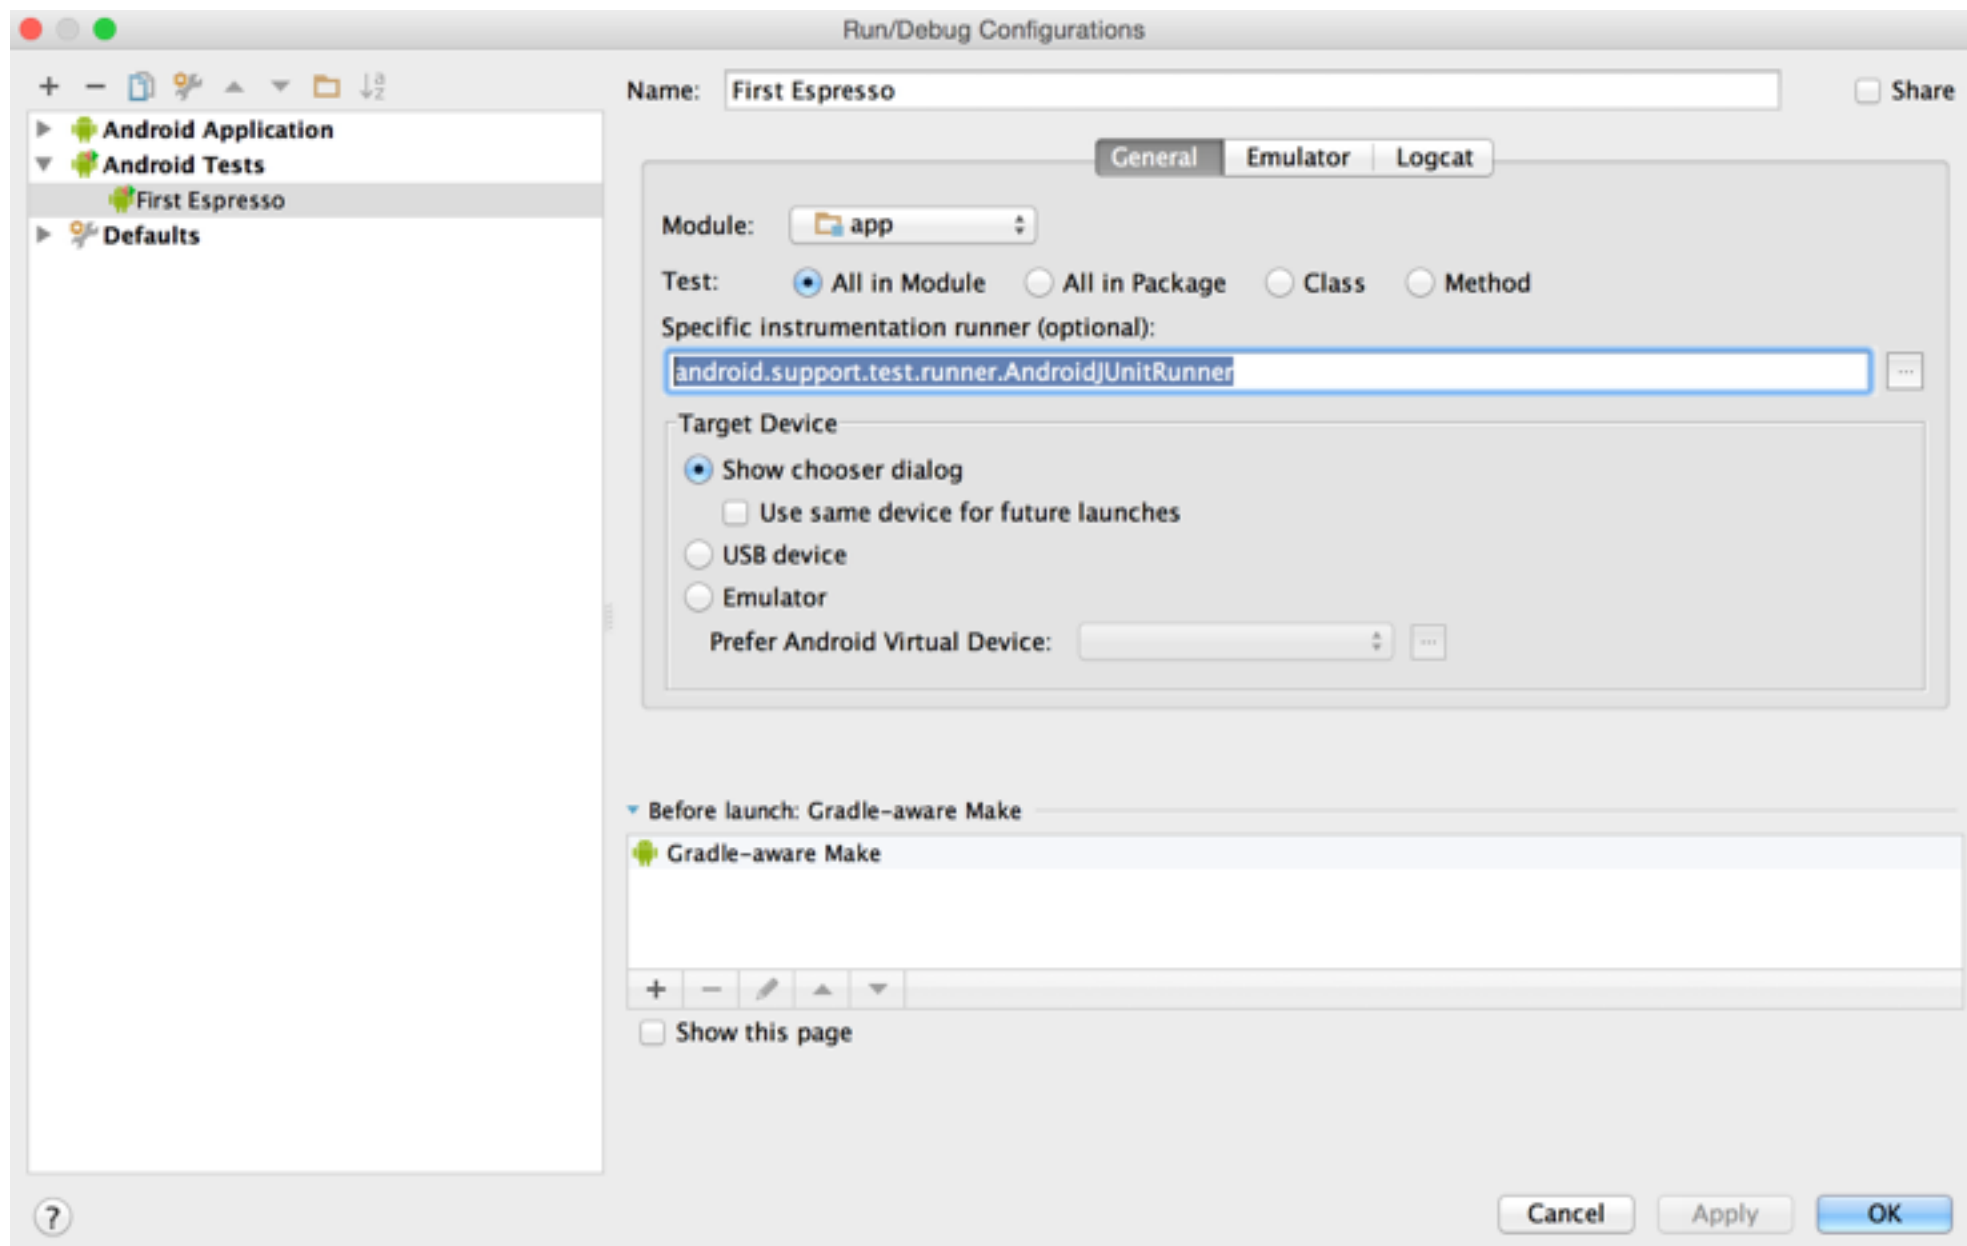 Run/Debug Configurations
Name: First Espresso Share
Android Application
Android Tests
First Espresso
Defaults
General Emulator Logcat
Module: app
Test: All in Module All in Package Class Method
Specific instrumentation runner (optional):
android.support.test.runner.AndroidJUnitRunner
Target Device
Show chooser dialog
Use same device for future launches
USB device
Emulator
Prefer Android Virtual Device:
Before launch: Gradle-aware Make
Gradle-aware Make
Show this page
? Cancel Apply OK